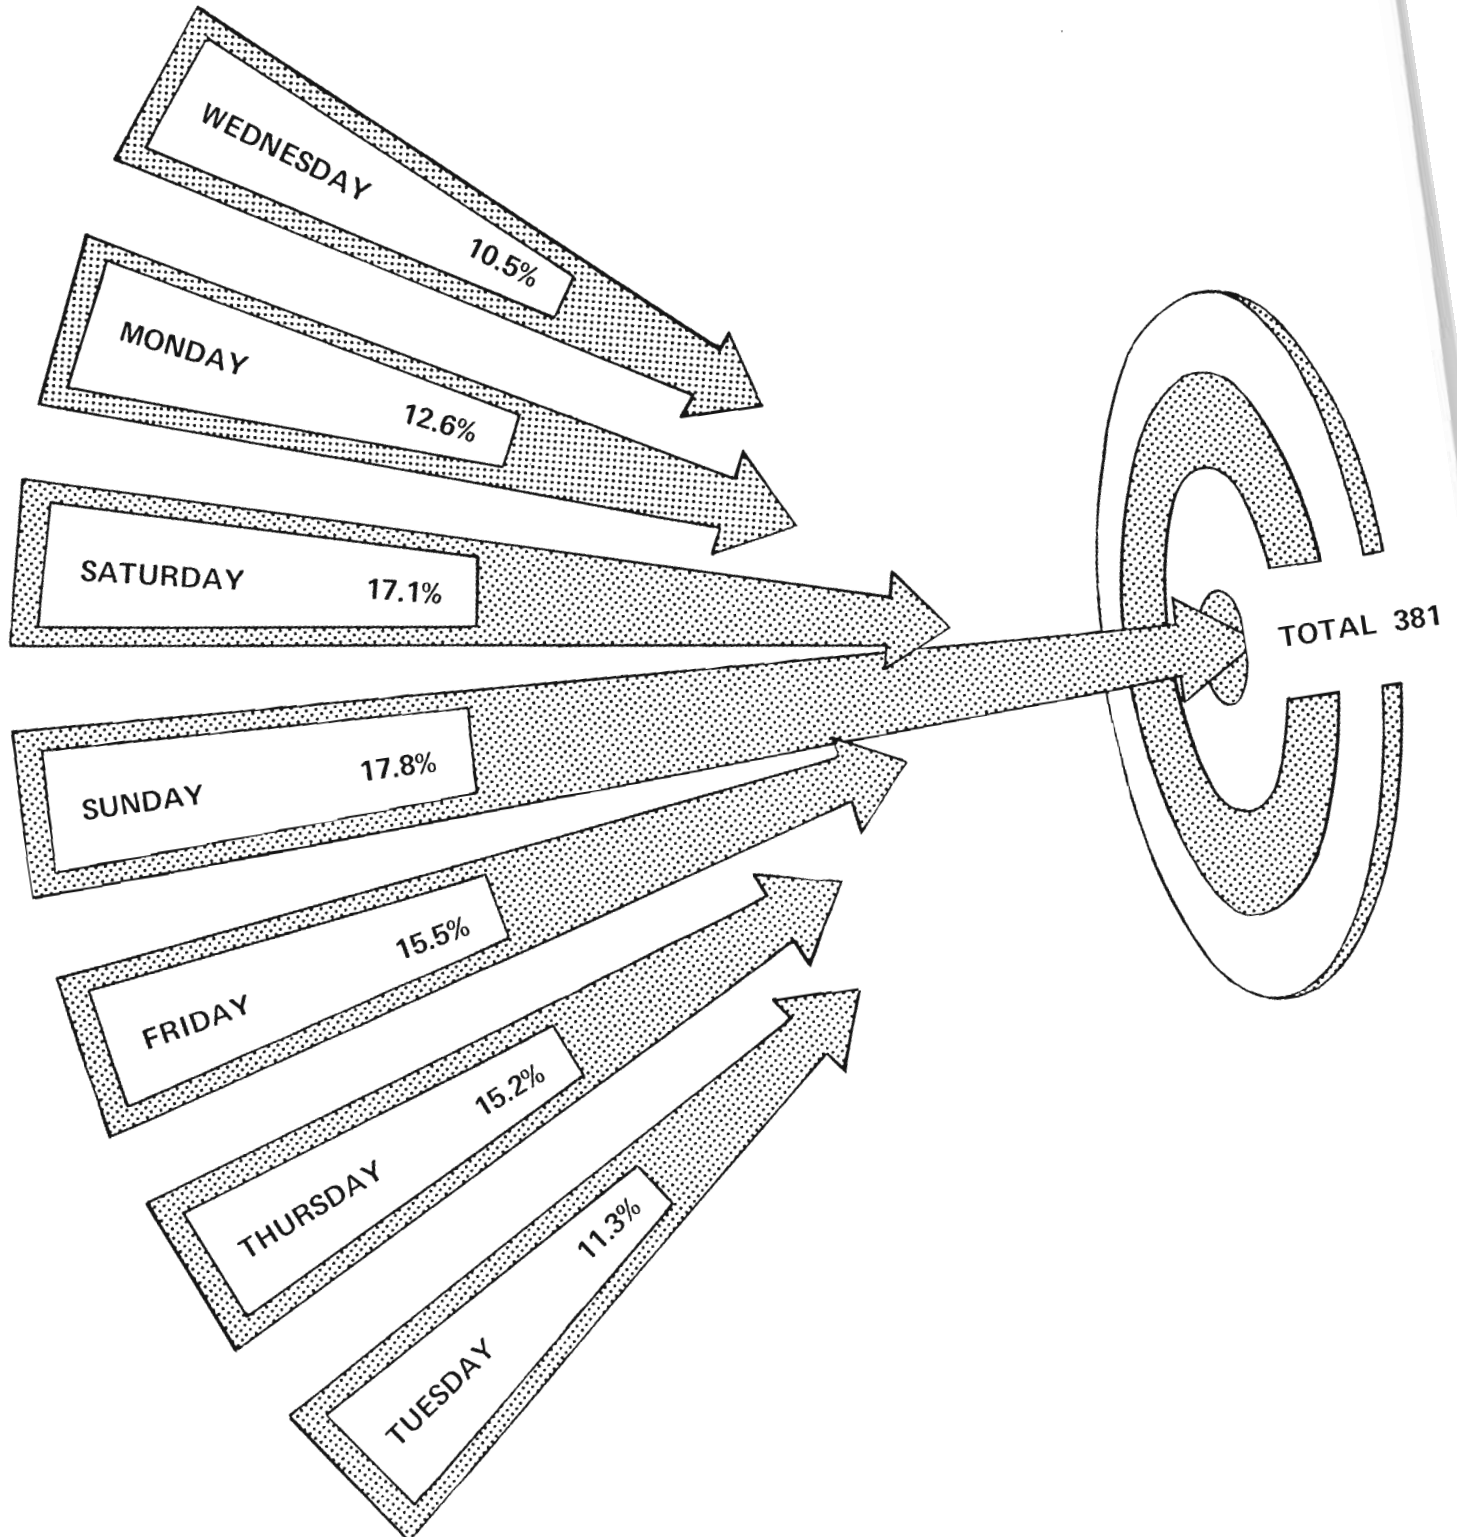 WEDNESDAY 10.5%
MONDAY 12.6%
SATURDAY 17.1%
SUNDAY 17.8%
FRIDAY 15.5%
THURSDAY 15.2%
TUESDAY 11.3%
TOTAL 381